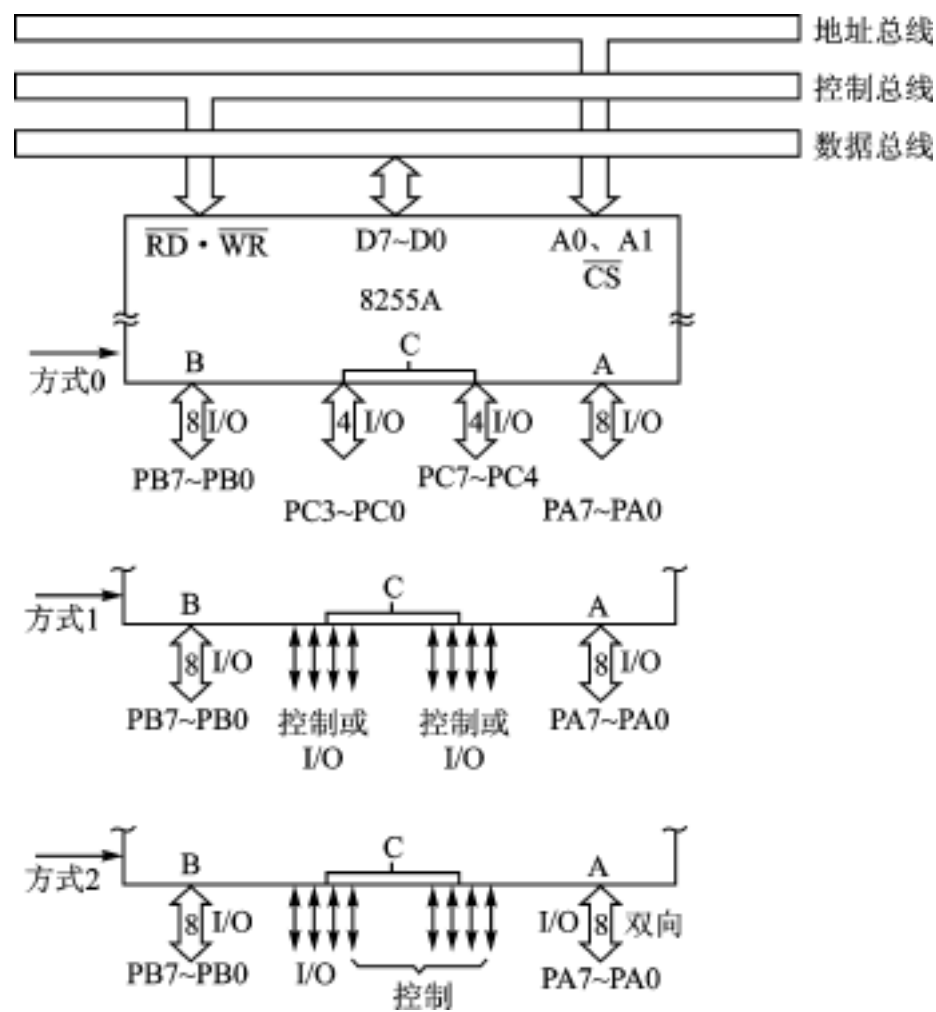 地址总线
控制总线
数据总线
R̅D̅・W̅R̅ D7~D0 A0、A1
C̅S̅
8255A
C
B A
方式0
8 I/O 4 I/O 4 I/O 8 I/O
PB7~PB0 PC7~PC4
PC3~PC0 PA7~PA0
C
B A
方式1
8 I/O 8 I/O
PB7~PB0 控制或 控制或 PA7~PA0
I/O I/O
C
B A
方式2
8 I/O I/O 8 双向
PB7~PB0 I/O PA7~PA0
控制